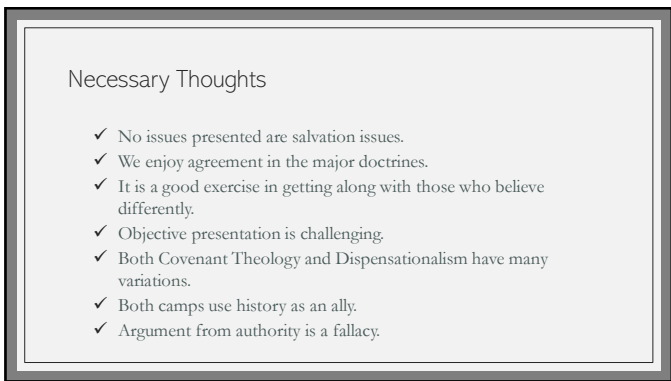 Necessary Thoughts
✓ No issues presented are salvation issues.
✓ We enjoy agreement in the major doctrines.
✓ It is a good exercise in getting along with those who believe
differently.
✓ Objective presentation is challenging.
✓ Both Covenant Theology and Dispensationalism have many
variations.
✓ Both camps use history as an ally.
✓ Argument from authority is a fallacy.